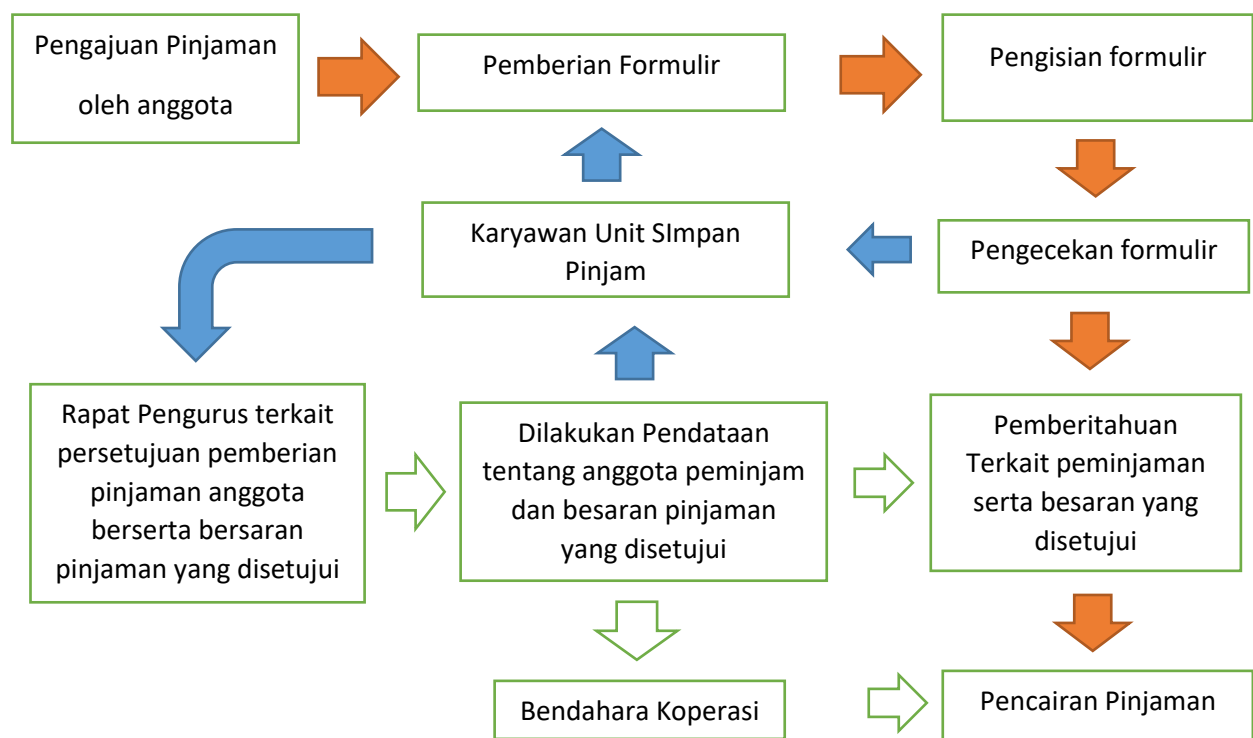 Pengajuan Pinjaman
oleh anggota
Pemberian Formulir
Pengisian formulir
Karyawan Unit SImpan
Pinjam
Pengecekan formulir
Rapat Pengurus terkait
persetujuan pemberian
pinjaman anggota
berserta bersaran
pinjaman yang disetujui
Dilakukan Pendataan
tentang anggota peminjam
dan besaran pinjaman
yang disetujui
Pemberitahuan
Terkait peminjaman
serta besaran yang
disetujui
Bendahara Koperasi
Pencairan Pinjaman